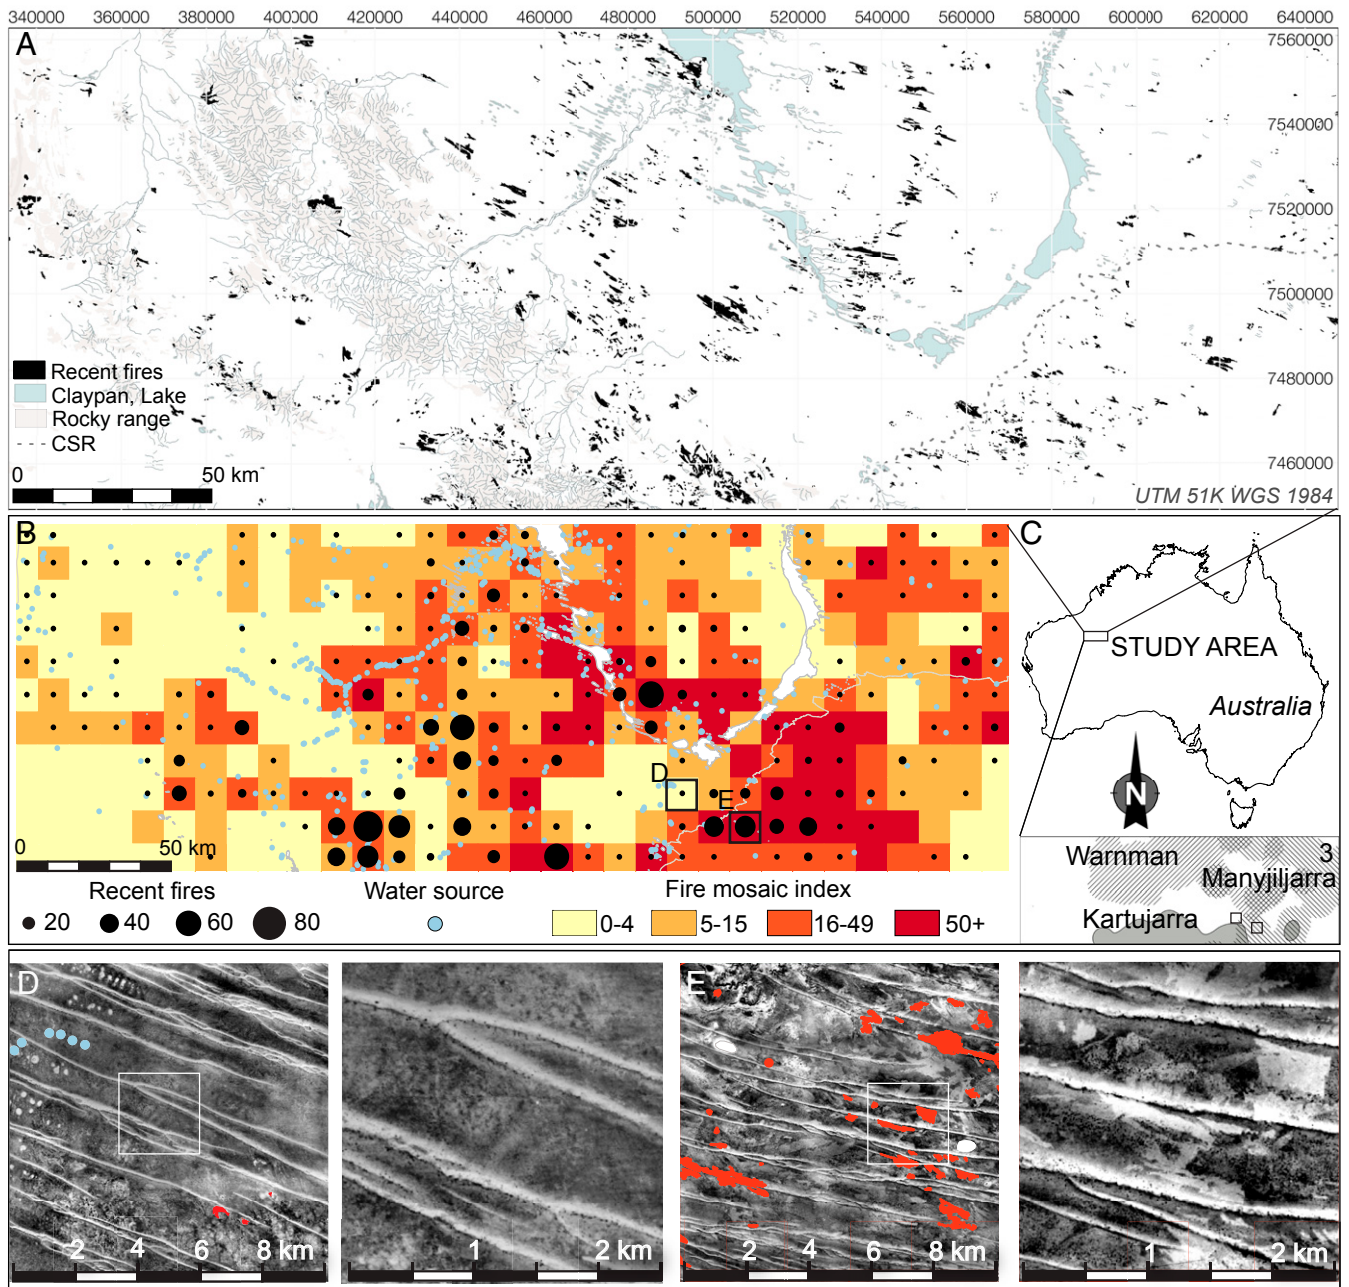 340000 360000 380000 400000 420000 440000 460000 480000 500000 520000 540000 560000 580000 600000 620000 640000
A
7560000
7540000
7520000
7500000
7480000
7460000
Recent fires
Claypan, Lake
Rocky range
CSR
0 50 km
UTM 51K WGS 1984
B
D
E
0 50 km
Recent fires
20 40 60 80
Water source
Fire mosaic index
0-4 5-15 16-49 50+
C
STUDY AREA
Australia
N
Warnman
3
Manyjiljarra
Kartujarra
D
2 4 6 8 km
1 2 km
E
2 4 6 8 km
1 2 km